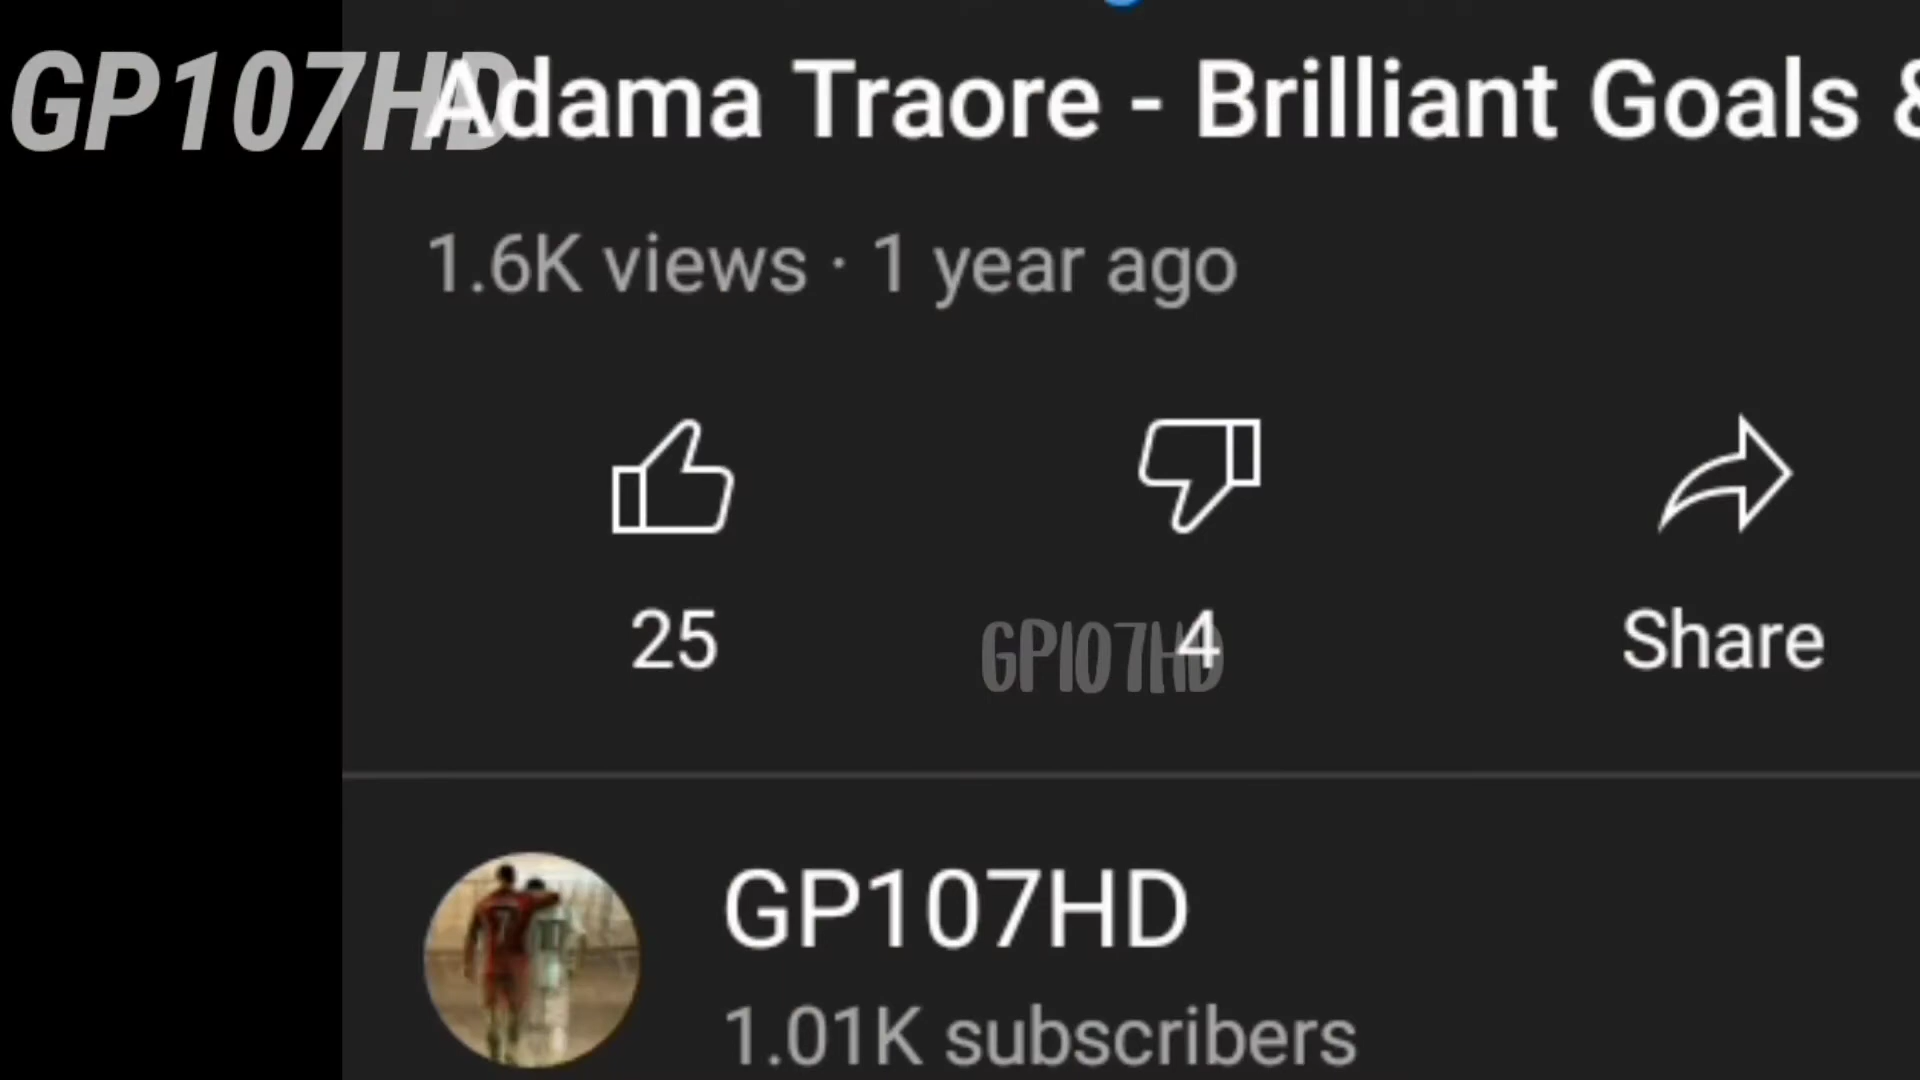 GP107HD
Adama Traore - Brilliant Goals &
1.6K views · 1 year ago
25
4
Share
GP107HD
GP107HD
1.01K subscribers